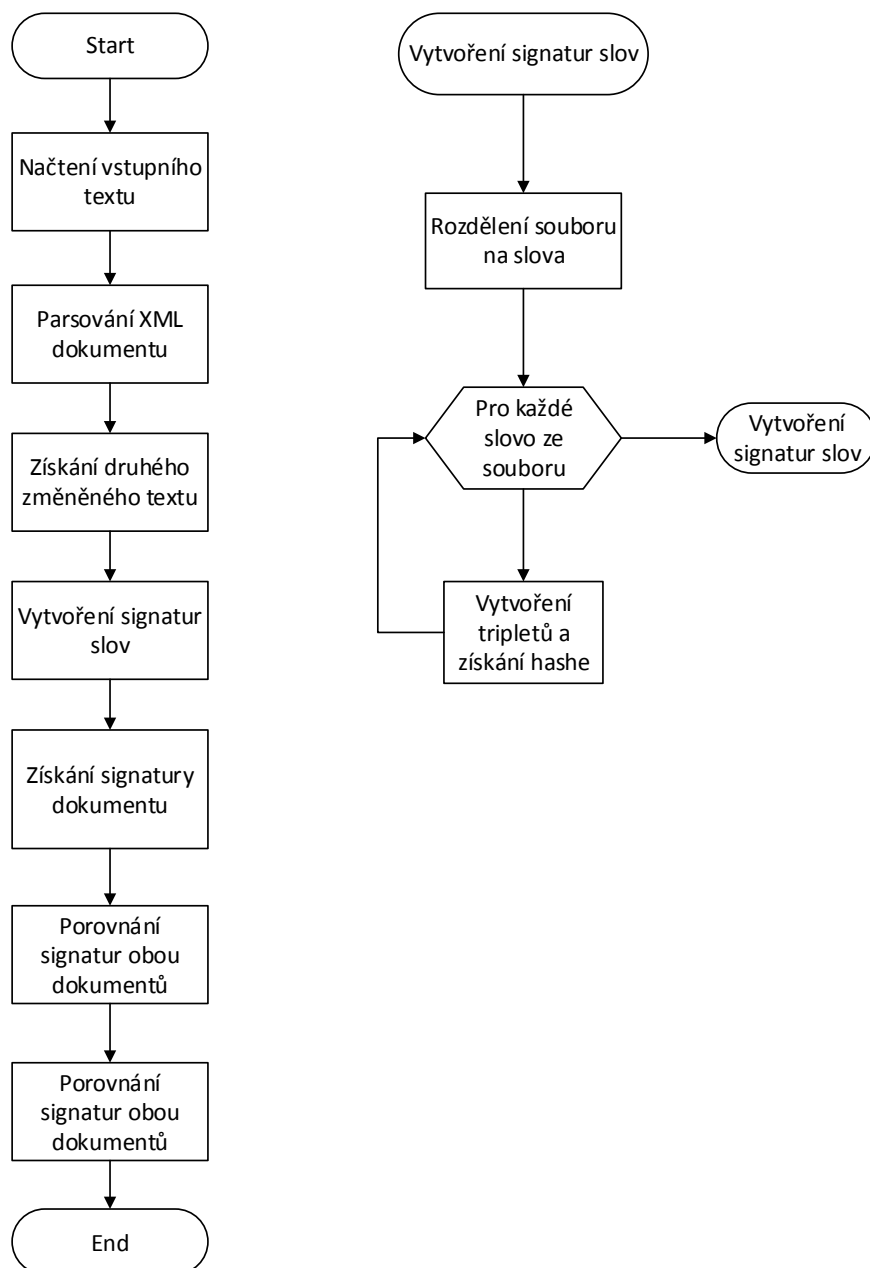 Start
Načtení vstupního
textu
Parsování XML
dokumentu
Získání druhého
změněného textu
Vytvoření signatur
slov
Získání signatury
dokumentu
Porovnání
signatur obou
dokumentů
Porovnání
signatur obou
dokumentů
End
Vytvoření signatur slov
Rozdělení souboru
na slova
Pro každé
slovo ze
souboru
Vytvoření
signatur slov
Vytvoření
tripletů a
získání hashe